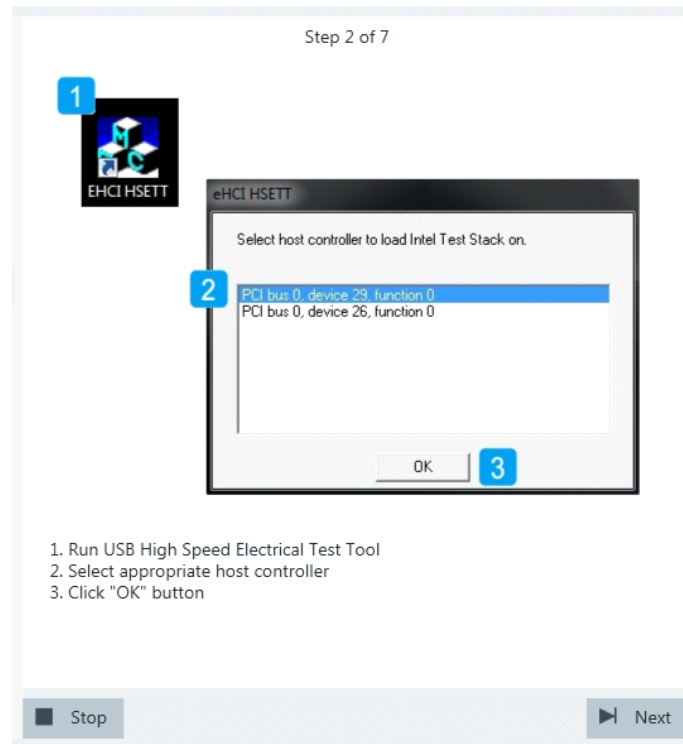 Step 2 of 7
1
EHCI HSETT
eHCI HSETT
Select host controller to load Intel Test Stack on.
2
PCI bus 0, device 29, function 0
PCI bus 0, device 26, function 0
OK
3
1. Run USB High Speed Electrical Test Tool
2. Select appropriate host controller
3. Click "OK" button
Stop
Next